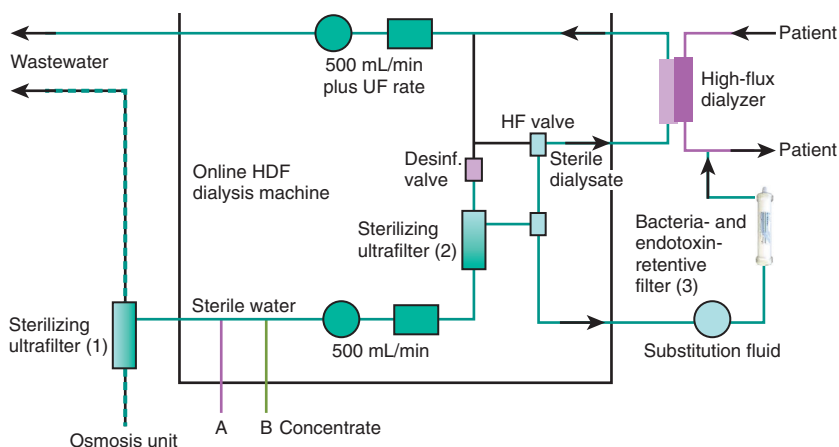 Wastewater
500 mL/min
plus UF rate
Patient
High-flux
dialyzer
HF valve
Patient
Desinf.
valve
Sterile
dialysate
Online HDF
dialysis machine
Sterilizing
ultrafilter (2)
Bacteria- and
endotoxin-
retentive
filter (3)
Sterile water
Sterilizing
ultrafilter (1)
500 mL/min
Substitution fluid
A
B Concentrate
Osmosis unit